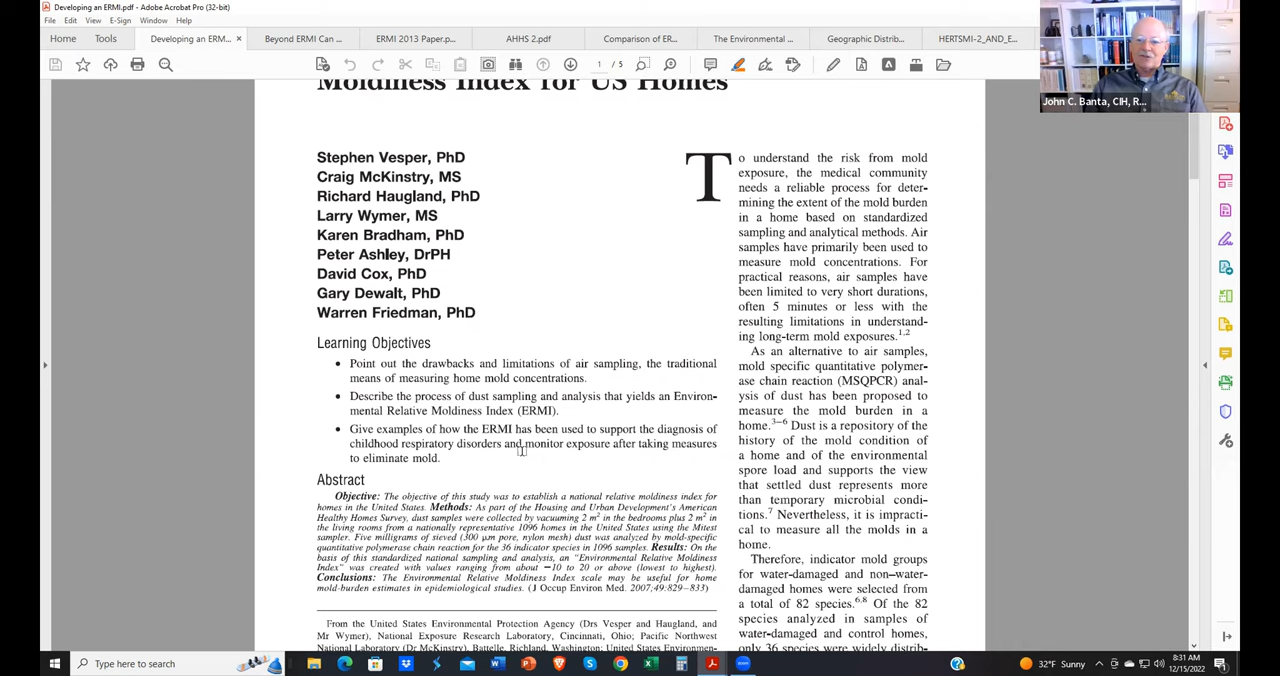 Developing an ERMI.pdf - Adobe Acrobat Pro (32-bit)
File Edit View E-Sign Window Help
Home Tools Developing an ERM... × Beyond ERMI Can ... ERMI 2013 Paper.p... AHHS 2.pdf Comparison of ER... The Environmental ... Geographic Distrib... HERTSMI-2_AND_E...
1 / 5
John C. Banta, CIH, R...
Moldiness Index for US Homes
Stephen Vesper, PhD
Craig McKinstry, MS
Richard Haugland, PhD
Larry Wymer, MS
Karen Bradham, PhD
Peter Ashley, DrPH
David Cox, PhD
Gary Dewalt, PhD
Warren Friedman, PhD
Learning Objectives
• Point out the drawbacks and limitations of air sampling, the traditional
means of measuring home mold concentrations.
• Describe the process of dust sampling and analysis that yields an Environ-
mental Relative Moldiness Index (ERMI).
• Give examples of how the ERMI has been used to support the diagnosis of
childhood respiratory disorders and monitor exposure after taking measures
to eliminate mold.
Abstract
Objective: The objective of this study was to establish a national relative moldiness index for
homes in the United States. Methods: As part of the Housing and Urban Development's American
Healthy Homes Survey, dust samples were collected by vacuuming 2 m² in the bedrooms plus 2 m² in
the living rooms from a nationally representative 1096 homes in the United States using the Mitest
sampler. Five milligrams of sieved (300 μm pore, nylon mesh) dust was analyzed by mold-specific
quantitative polymerase chain reaction for the 36 indicator species in 1096 samples. Results: On the
basis of this standardized national sampling and analysis, an "Environmental Relative Moldiness
Index" was created with values ranging from about −10 to 20 or above (lowest to highest).
Conclusions: The Environmental Relative Moldiness Index scale may be useful for home
mold-burden estimates in epidemiological studies. (J Occup Environ Med. 2007;49:829–833)
From the United States Environmental Protection Agency (Drs Vesper and Haugland, and
Mr Wymer), National Exposure Research Laboratory, Cincinnati, Ohio; Pacific Northwest
National Laboratory (Dr McKinstry), Battelle, Richland, Washington; United States Environmen-
To understand the risk from mold
exposure, the medical community
needs a reliable process for deter-
mining the extent of the mold burden
in a home based on standardized
sampling and analytical methods. Air
samples have primarily been used to
measure mold concentrations. For
practical reasons, air samples have
been limited to very short durations,
often 5 minutes or less with the
resulting limitations in understand-
ing long-term mold exposures.1,2
As an alternative to air samples,
mold specific quantitative polymer-
ase chain reaction (MSQPCR) anal-
ysis of dust has been proposed to
measure the mold burden in a
home.3–6 Dust is a repository of the
history of the mold condition of
a home and of the environmental
spore load and supports the view
that settled dust represents more
than temporary microbial condi-
tions.7 Nevertheless, it is impracti-
cal to measure all the molds in a
home.
Therefore, indicator mold groups
for water-damaged and non-water-
damaged homes were selected from
a total of 82 species.6,8 Of the 82
species analyzed in samples of
water-damaged and control homes,
only 36 species were widely distrib-
Type here to search
32°F Sunny
8:31 AM
12/15/2022